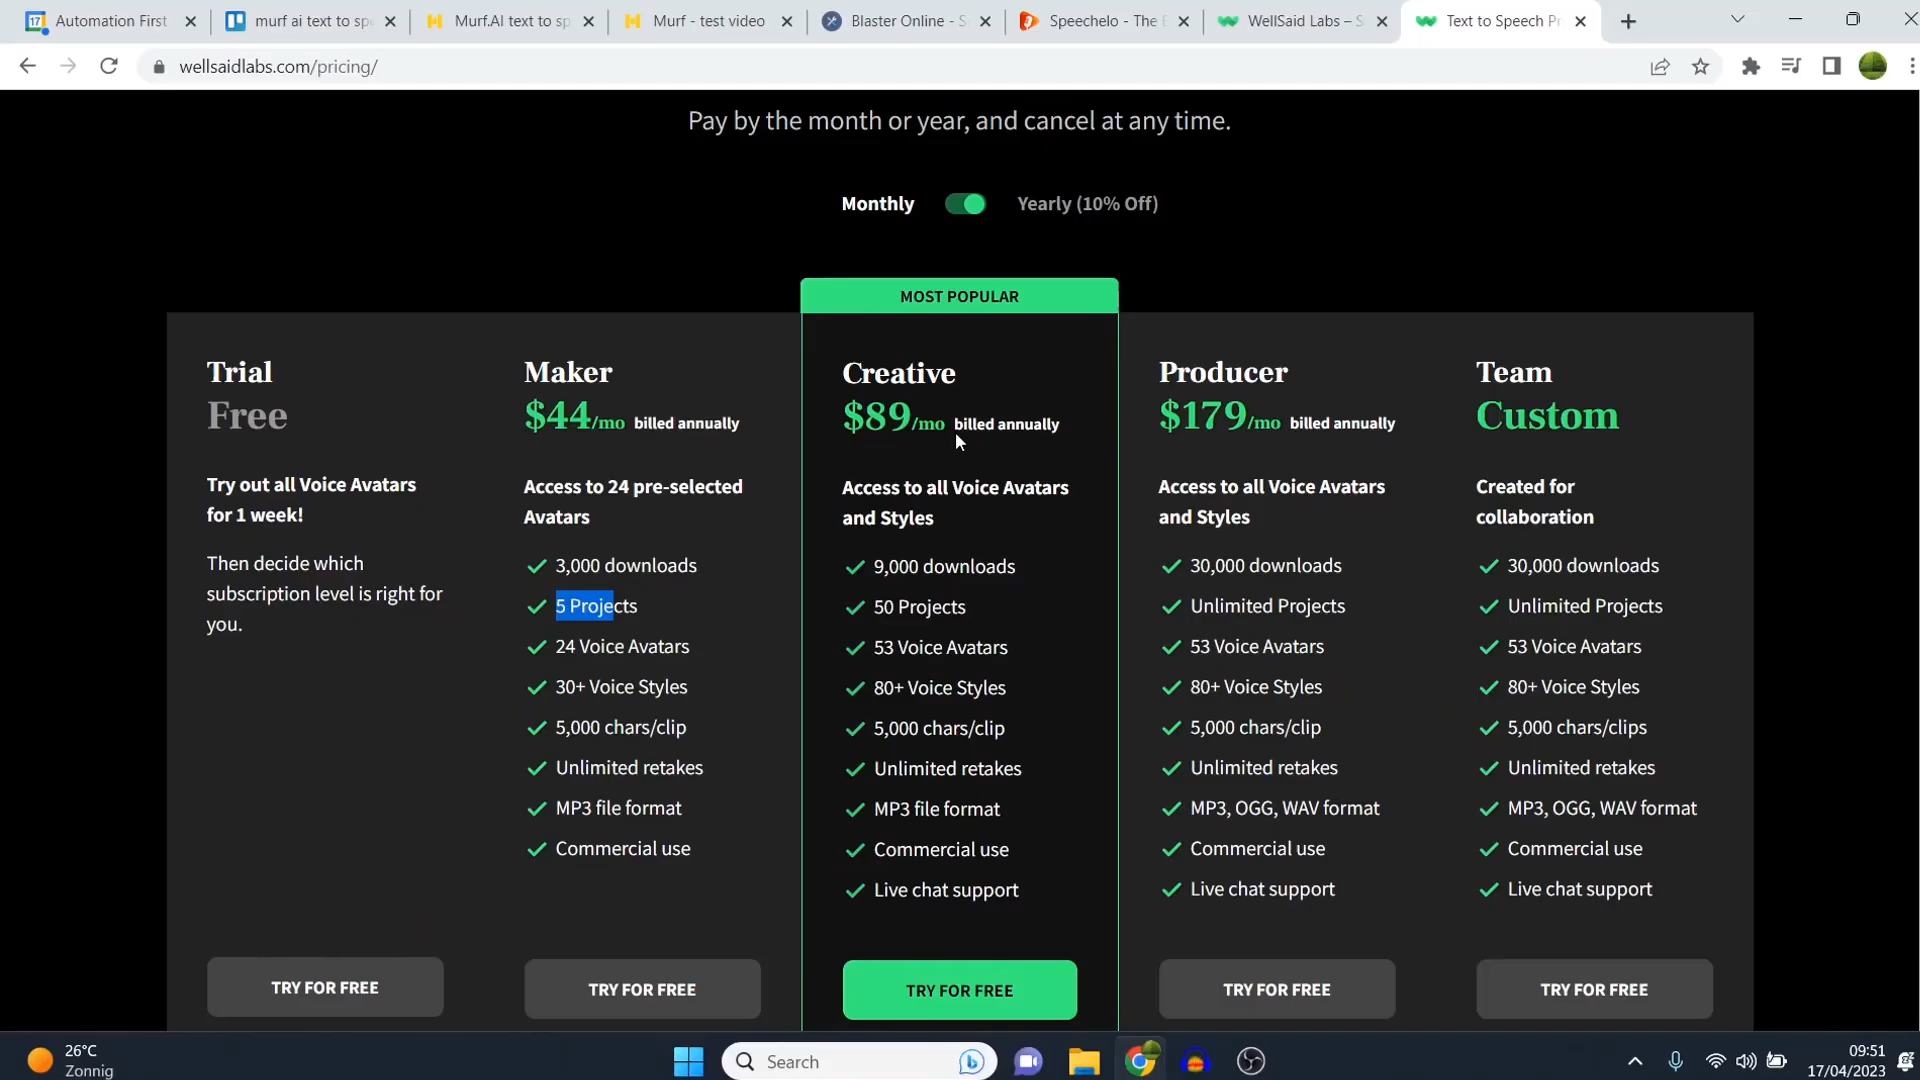 Automation First
murf ai text to sp
Murf.AI text to sp
Murf - test video
Blaster Online - S
Speechelo - The B
WellSaid Labs – S
Text to Speech Pr
wellsaidlabs.com/pricing/
Pay by the month or year, and cancel at any time.
Monthly
Yearly (10% Off)
MOST POPULAR
Trial
Free
Try out all Voice Avatars
for 1 week!
Then decide which
subscription level is right for
you.
TRY FOR FREE
Maker
$44/mo billed annually
Access to 24 pre-selected
Avatars
3,000 downloads
5 Projects
24 Voice Avatars
30+ Voice Styles
5,000 chars/clip
Unlimited retakes
MP3 file format
Commercial use
TRY FOR FREE
Creative
$89/mo billed annually
Access to all Voice Avatars
and Styles
9,000 downloads
50 Projects
53 Voice Avatars
80+ Voice Styles
5,000 chars/clip
Unlimited retakes
MP3 file format
Commercial use
Live chat support
TRY FOR FREE
Producer
$179/mo billed annually
Access to all Voice Avatars
and Styles
30,000 downloads
Unlimited Projects
53 Voice Avatars
80+ Voice Styles
5,000 chars/clip
Unlimited retakes
MP3, OGG, WAV format
Commercial use
Live chat support
TRY FOR FREE
Team
Custom
Created for
collaboration
30,000 downloads
Unlimited Projects
53 Voice Avatars
80+ Voice Styles
5,000 chars/clips
Unlimited retakes
MP3, OGG, WAV format
Commercial use
Live chat support
TRY FOR FREE
26°C
Zonnig
Search
09:51
17/04/2023